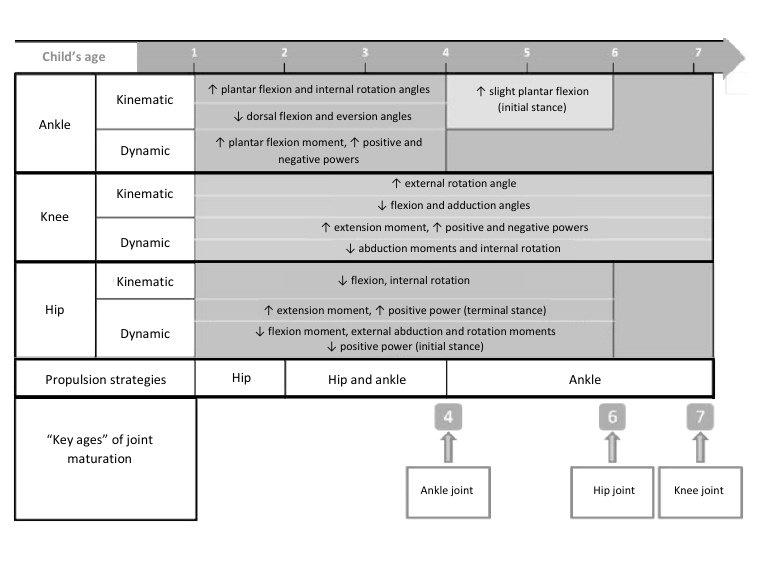 Child's age
1 2 3 4 5 6 7
Ankle
Kinematic
↑ plantar flexion and internal rotation angles
↓ dorsal flexion and eversion angles
↑ slight plantar flexion
(initial stance)
Dynamic
↑ plantar flexion moment, ↑ positive and
negative powers
Knee
Kinematic
↑ external rotation angle
↓ flexion and adduction angles
Dynamic
↑ extension moment, ↑ positive and negative powers
↓ abduction moments and internal rotation
Hip
Kinematic
↓ flexion, internal rotation
Dynamic
↑ extension moment, ↑ positive power (terminal stance)
↓ flexion moment, external abduction and rotation moments
↓ positive power (initial stance)
Propulsion strategies
Hip
Hip and ankle
Ankle
“Key ages” of joint
maturation
4
6
7
Ankle joint
Hip joint
Knee joint